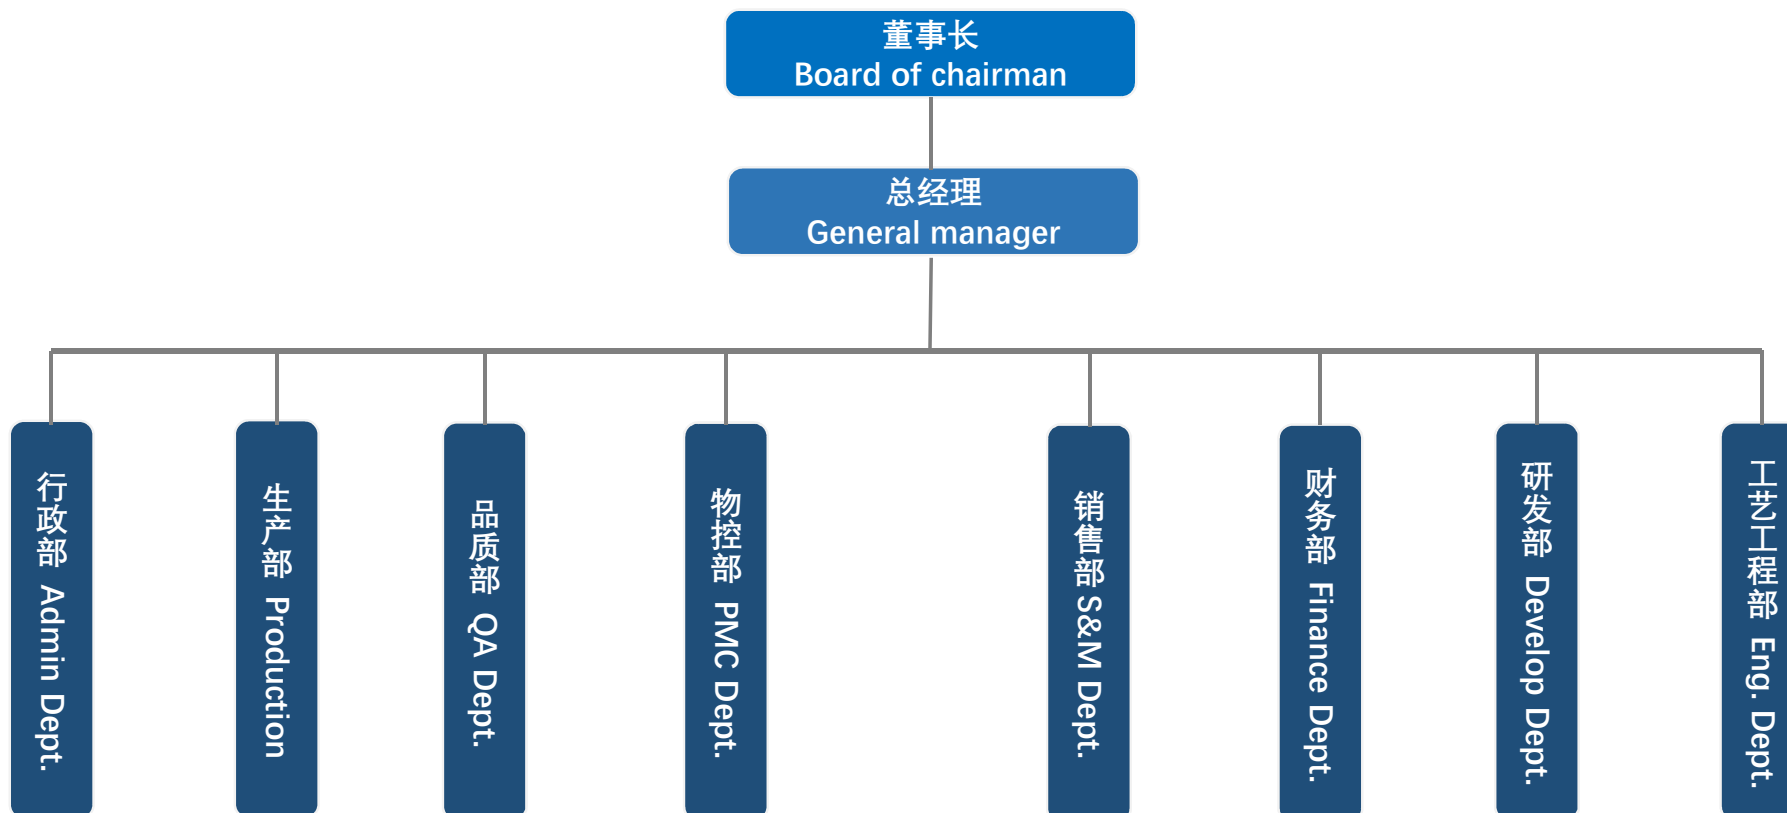 董事长
Board of chairman
总经理
General manager
行政部 Admin Dept.
生产部 Production
品质部 QA Dept.
物控部 PMC Dept.
销售部S&M Dept.
财务部 Finance Dept.
研发部 Develop Dept.
工艺工程部 Eng. Dept.